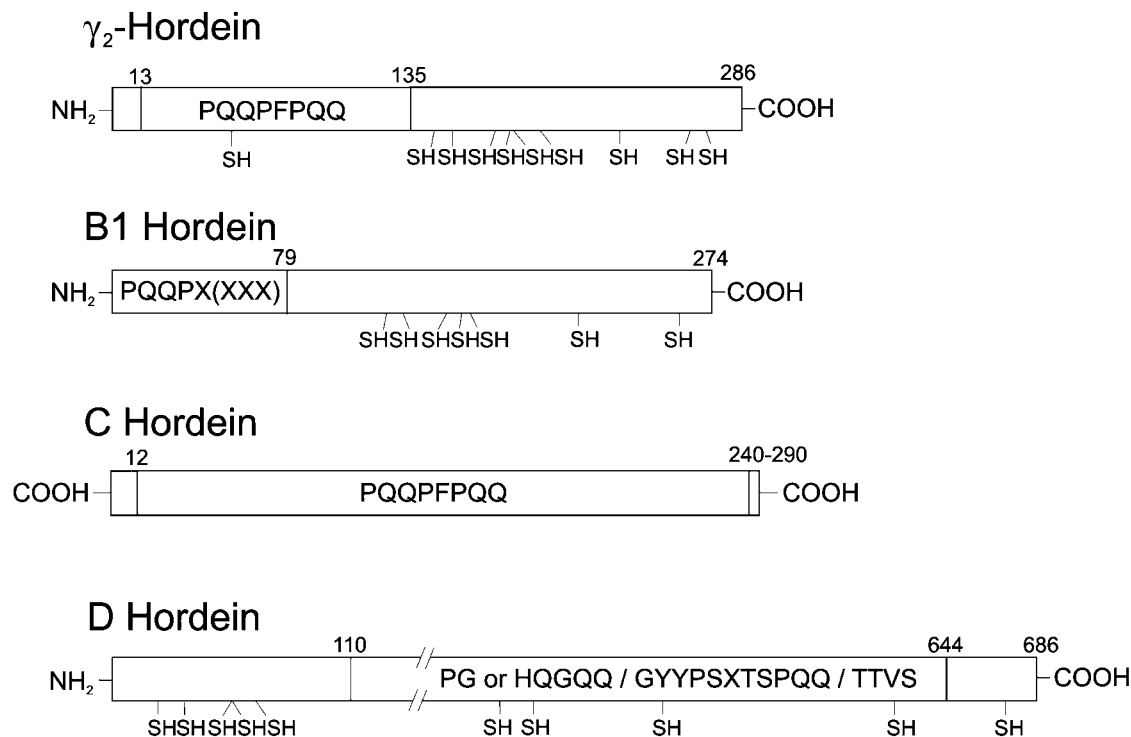 γ₂-Hordein
13 135 286
NH₂ PQQPFPQQ COOH
SH SH SH SH SH SH SH SH SH SH
B1 Hordein
79 274
NH₂ PQQPX(XXX) COOH
SH SH SH SH SH SH SH
C Hordein
12 240-290
COOH PQQPFPQQ COOH
D Hordein
110 644 686
NH₂ // PG or HQGQQ / GYYPSXTSPQQ / TTVS COOH
SH SH SH SH SH SH SH SH SH SH